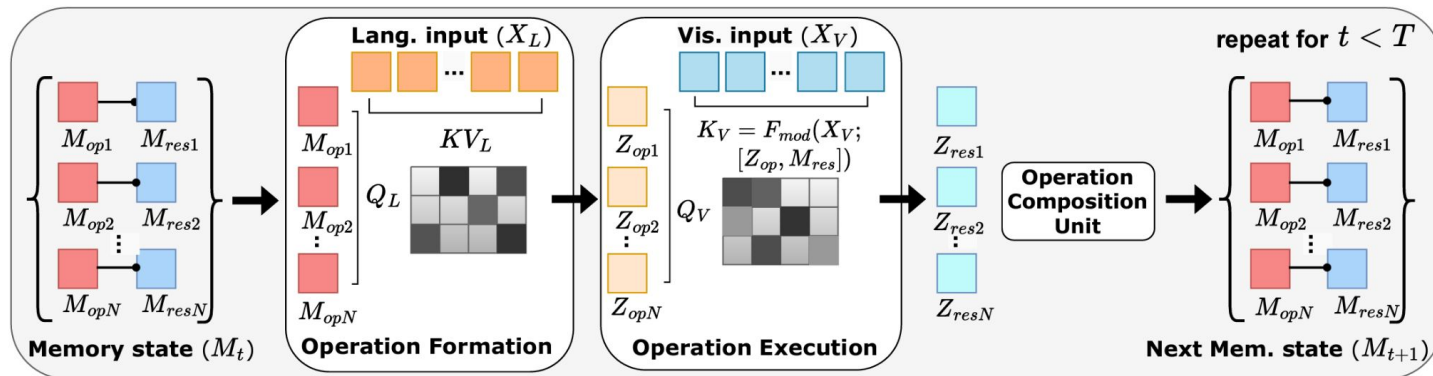 Lang. input (X_L)
Vis. input (X_V)
repeat for t < T
M_op1 M_res1
M_op2 M_res2
⋮
M_opN M_resN
Memory state (M_t)
M_op1
M_op2
⋮
M_opN
...
Q_L
KV_L
Operation Formation
Z_op1
Z_op2
⋮
Z_opN
...
Q_V
K_V = F_mod(X_V;
[Z_op, M_res])
Operation Execution
Z_res1
Z_res2
⋮
Z_resN
Operation
Composition
Unit
M_op1 M_res1
M_op2 M_res2
⋮
M_opN M_resN
Next Mem. state (M_t+1)